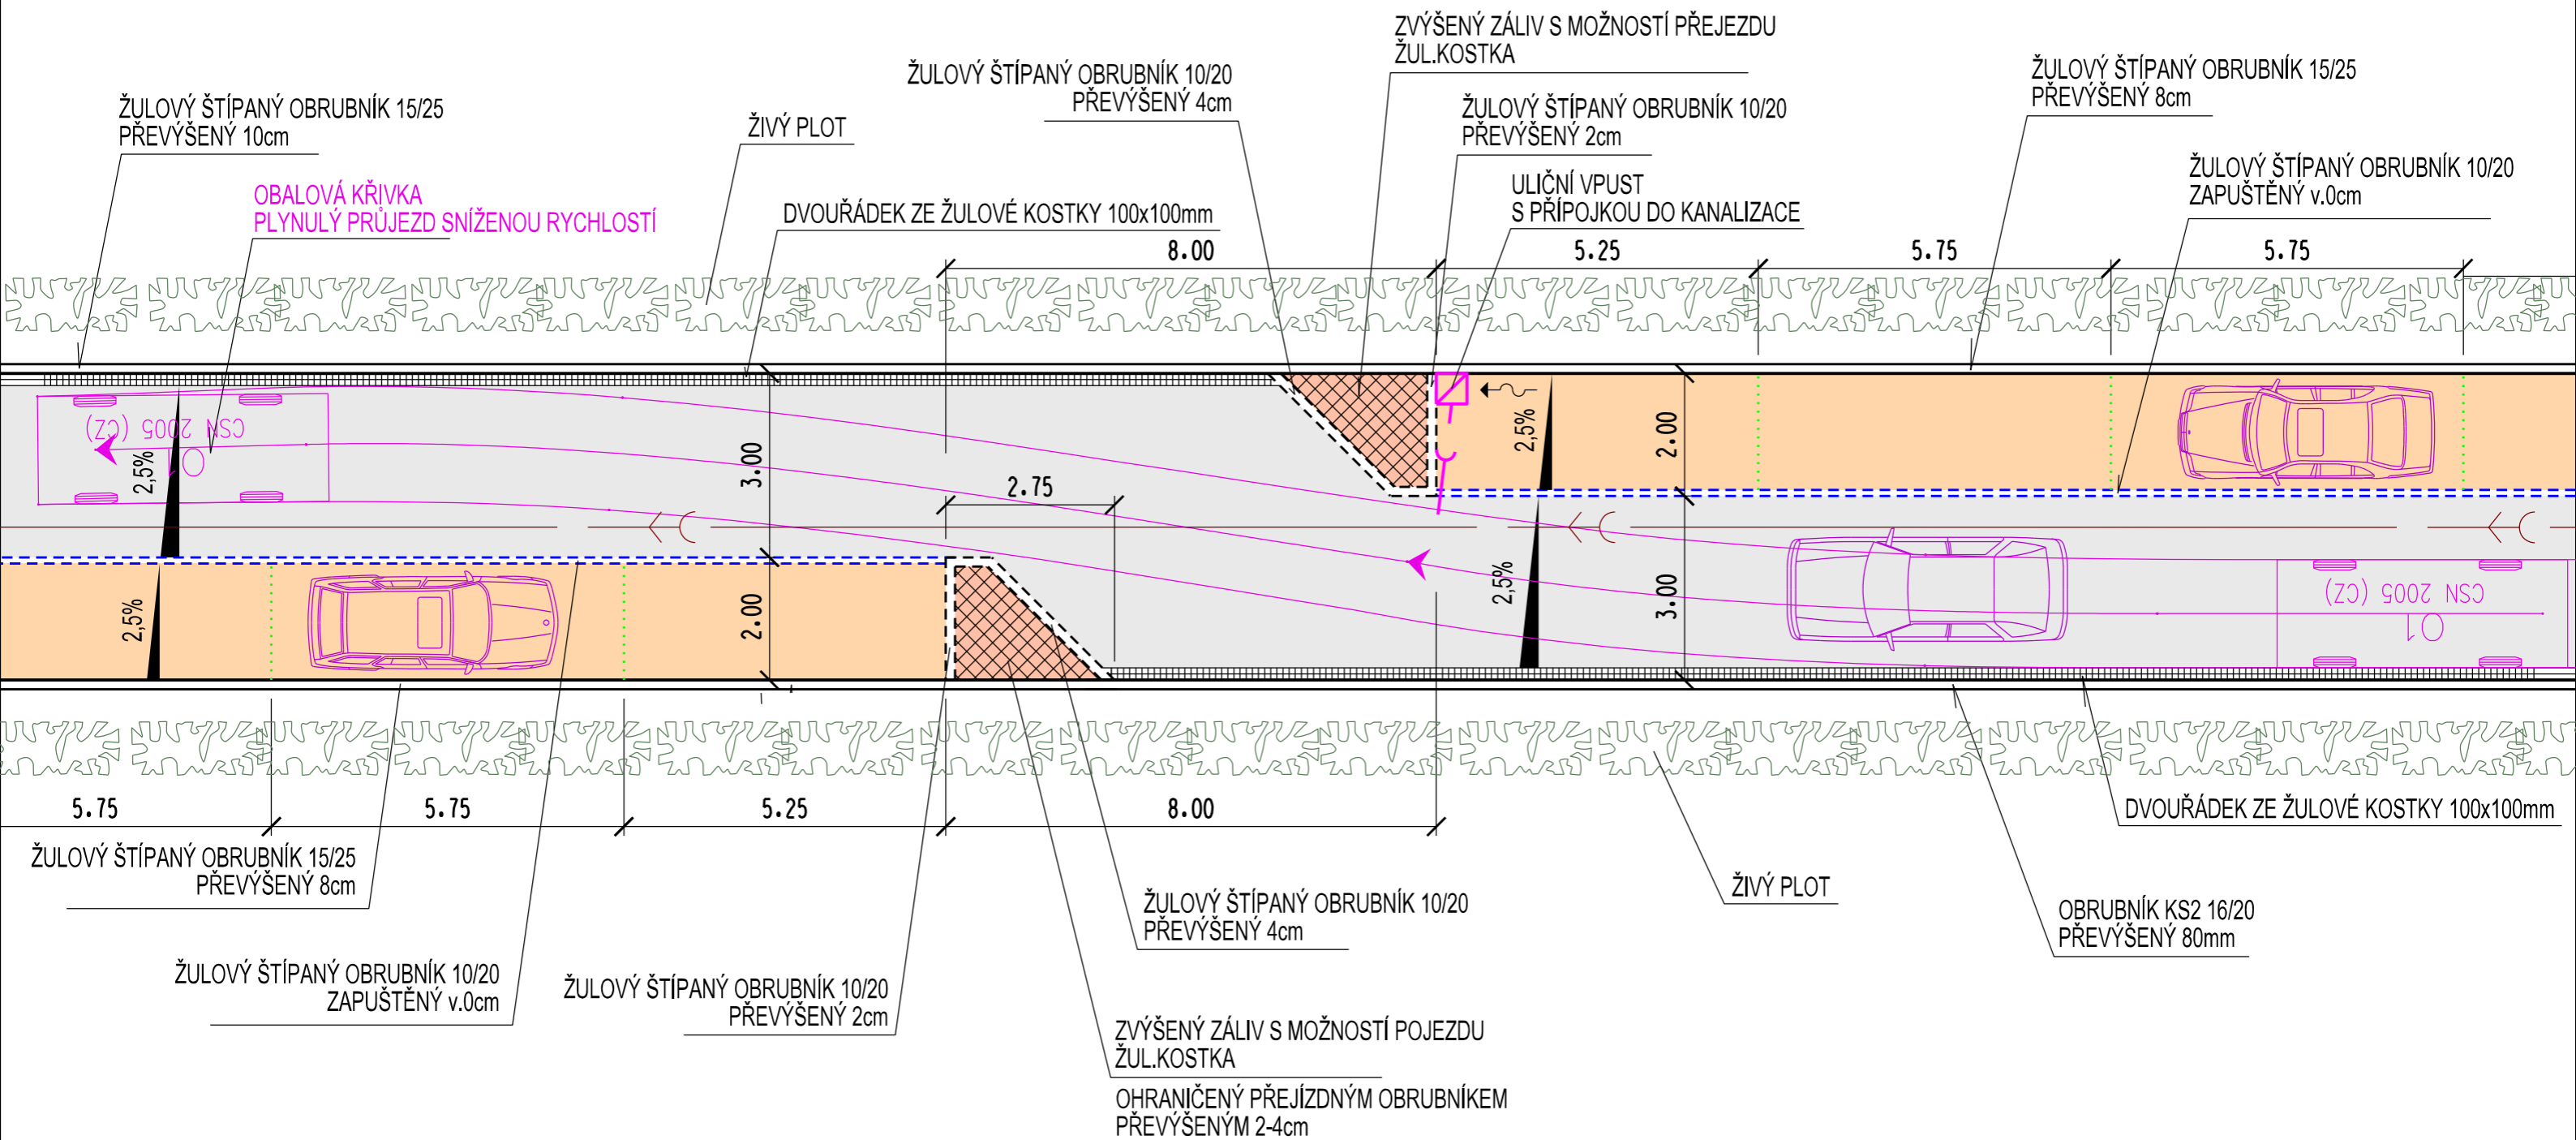 ZVÝŠENÝ ZÁLIV S MOŽNOSTÍ PŘEJEZDU
ŽUL.KOSTKA
ŽULOVÝ ŠTÍPANÝ OBRUBNÍK 10/20
PŘEVÝŠENÝ 4cm
ŽULOVÝ ŠTÍPANÝ OBRUBNÍK 15/25
PŘEVÝŠENÝ 8cm
ŽULOVÝ ŠTÍPANÝ OBRUBNÍK 15/25
PŘEVÝŠENÝ 10cm
ŽIVÝ PLOT
ŽULOVÝ ŠTÍPANÝ OBRUBNÍK 10/20
PŘEVÝŠENÝ 2cm
ŽULOVÝ ŠTÍPANÝ OBRUBNÍK 10/20
ZAPUŠTĚNÝ v.0cm
OBALOVÁ KŘIVKA
PLYNULÝ PRŮJEZD SNÍŽENOU RYCHLOSTÍ
ULIČNÍ VPUST
S PŘÍPOJKOU DO KANALIZACE
DVOUŘÁDEK ZE ŽULOVÉ KOSTKY 100x100mm
8.00
5.25
5.75
5.75
CSN 2005 (CZ)
O1
2,5%
3.00
2.75
2,5%
2.00
2,5%
2.00
2,5%
3.00
CSN 2005 (CZ)
O1
5.75
5.75
5.25
8.00
DVOUŘÁDEK ZE ŽULOVÉ KOSTKY 100x100mm
ŽULOVÝ ŠTÍPANÝ OBRUBNÍK 15/25
PŘEVÝŠENÝ 8cm
ŽIVÝ PLOT
ŽULOVÝ ŠTÍPANÝ OBRUBNÍK 10/20
PŘEVÝŠENÝ 4cm
OBRUBNÍK KS2 16/20
PŘEVÝŠENÝ 80mm
ŽULOVÝ ŠTÍPANÝ OBRUBNÍK 10/20
ZAPUŠTĚNÝ v.0cm
ŽULOVÝ ŠTÍPANÝ OBRUBNÍK 10/20
PŘEVÝŠENÝ 2cm
ZVÝŠENÝ ZÁLIV S MOŽNOSTÍ POJEZDU
ŽUL.KOSTKA
OHRANIČENÝ PŘEJÍZDNÝM OBRUBNÍKEM
PŘEVÝŠENÝM 2-4cm